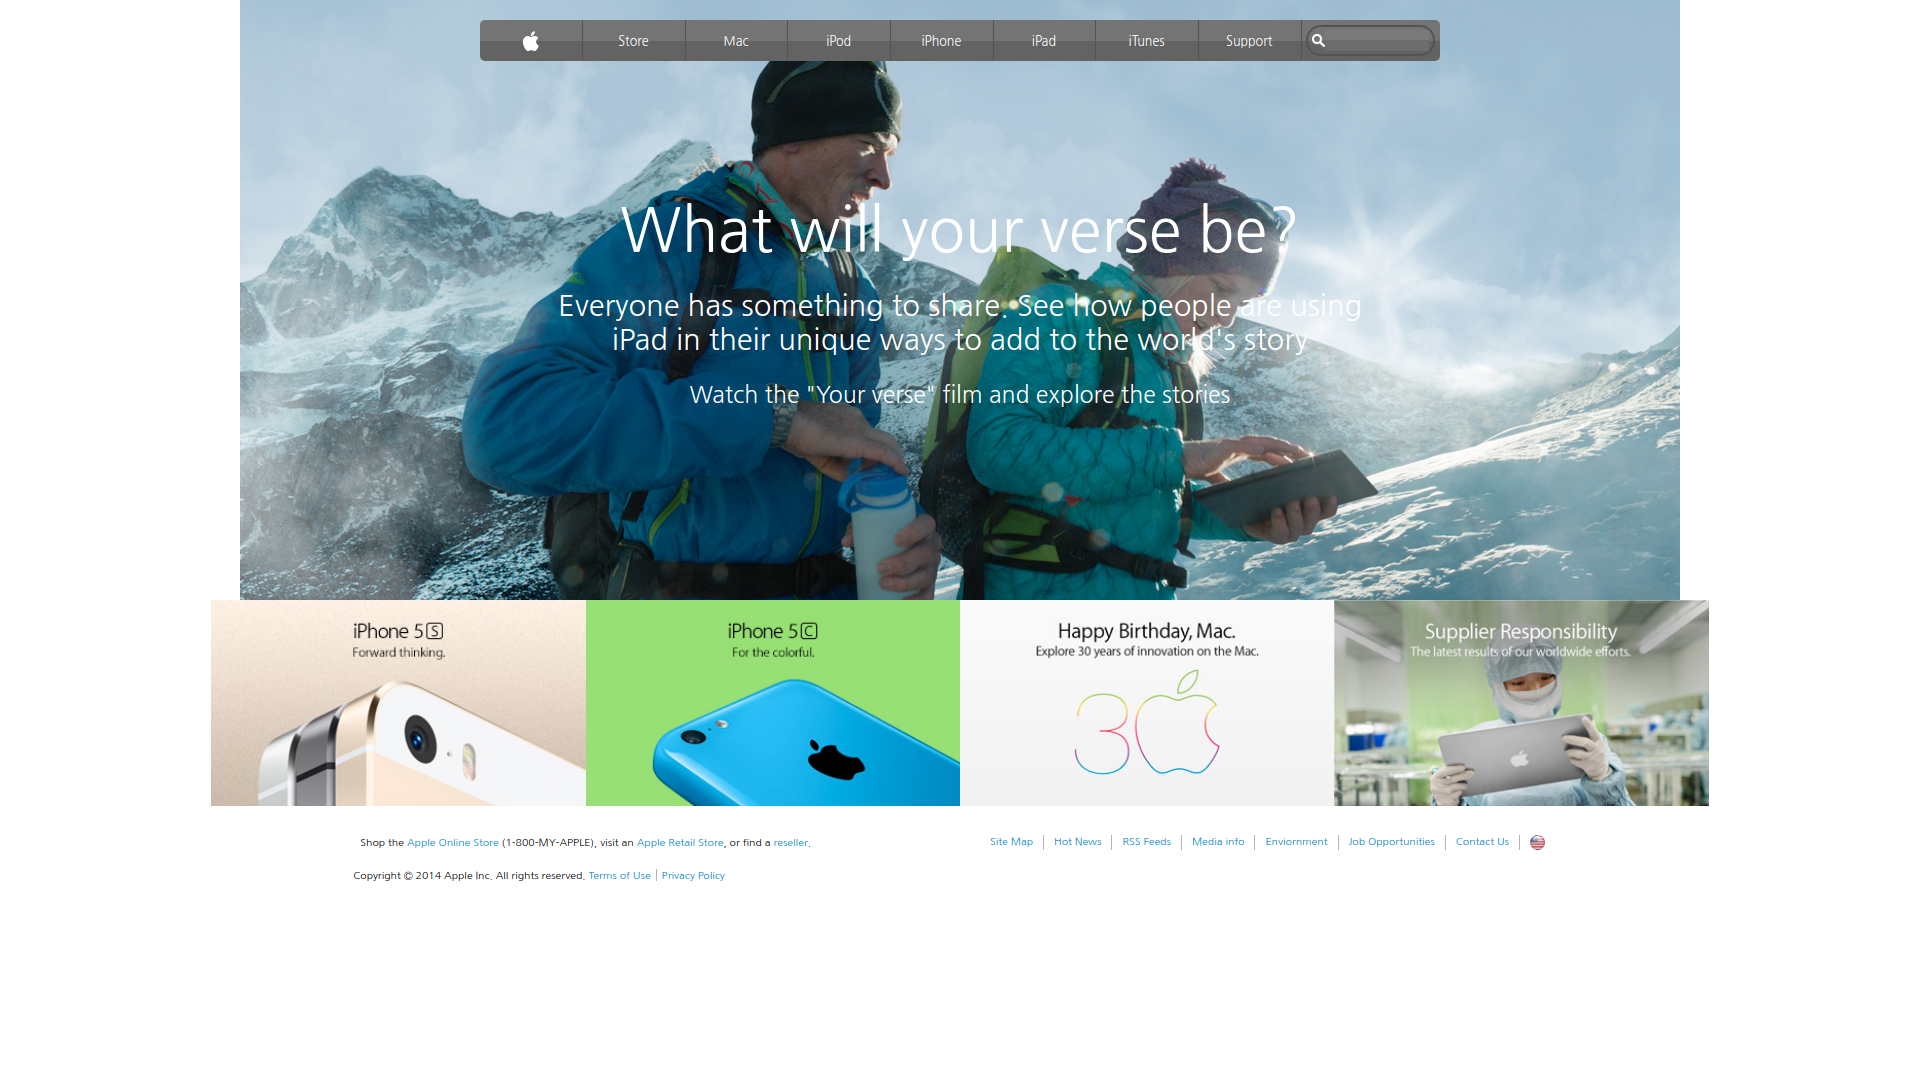 Store Mac iPod iPhone iPad iTunes Support
What will your verse be?
Everyone has something to share. See how people are using
iPad in their unique ways to add to the world's story
Watch the "Your verse" film and explore the stories
iPhone 5S
Forward thinking.
iPhone 5C
For the colorful.
Happy Birthday, Mac.
Explore 30 years of innovation on the Mac.
30
Supplier Responsibility
The latest results of our worldwide efforts.
Shop the Apple Online Store (1-800-MY-APPLE), visit an Apple Retail Store, or find a reseller.
Site Map Hot News RSS Feeds Media info Enviornment Job Opportunities Contact Us
Copyright © 2014 Apple Inc. All rights reserved. Terms of Use Privacy Policy